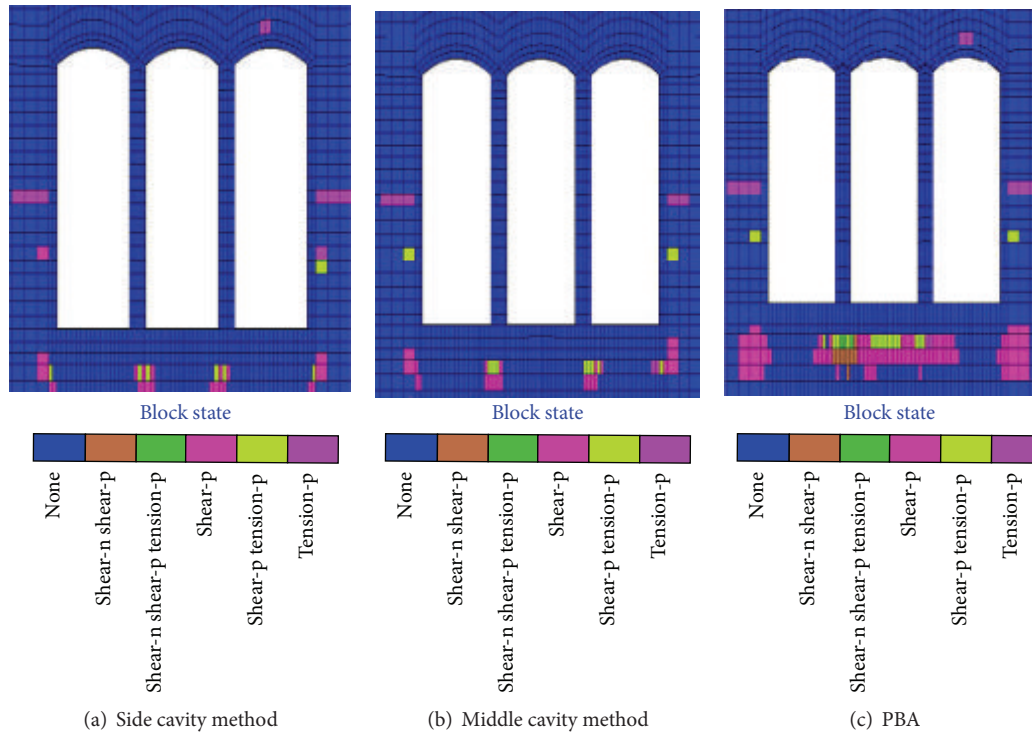 Block state
None
Shear-n shear-p
Shear-n shear-p tension-p
Shear-p
Shear-p tension-p
Tension-p
(a) Side cavity method
Block state
None
Shear-n shear-p
Shear-n shear-p tension-p
Shear-p
Shear-p tension-p
Tension-p
(b) Middle cavity method
Block state
None
Shear-n shear-p
Shear-n shear-p tension-p
Shear-p
Shear-p tension-p
Tension-p
(c) PBA